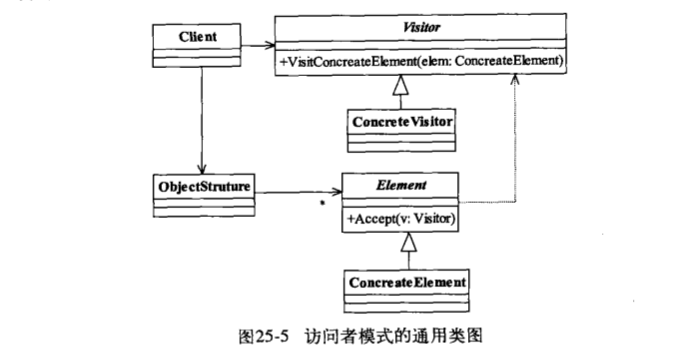 Visitor
Client
+VisitConcreateElement(elem: ConcreateElement)
ConcreteVisitor
ObjectStruture
Element
+Accept(v: Visitor)
ConcreateElement
图25-5 访问者模式的通用类图